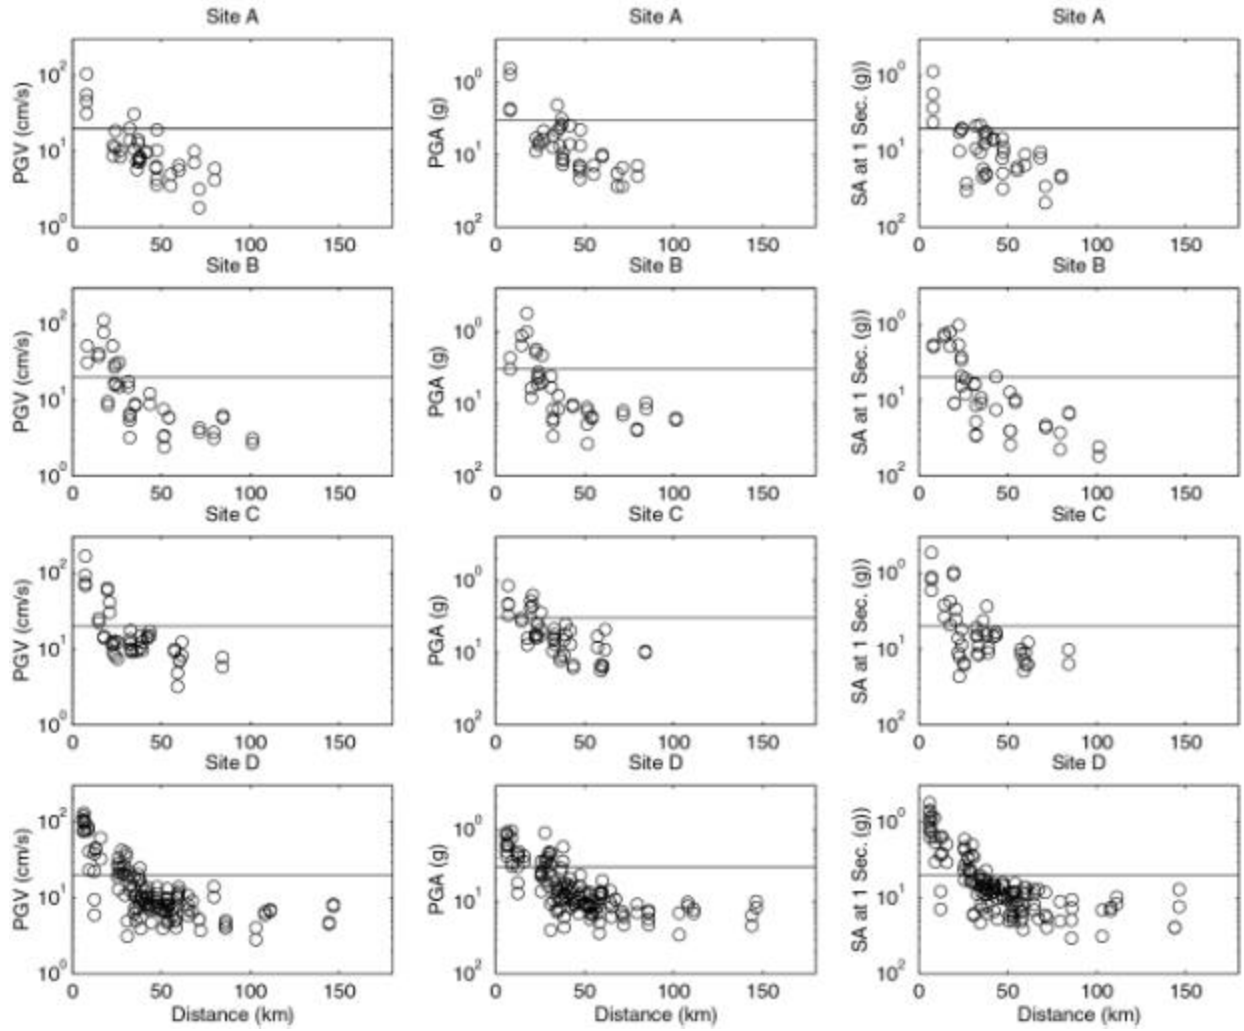 Site A Site A Site A
PGV (cm/s) 10² 10¹ 10⁰ 0 50 100 150
PGA (g) 10⁰ 10¹ 10² 0 50 100 150
SA at 1 Sec. (g)) 10⁰ 10¹ 10² 0 50 100 150
Site B Site B Site B
PGV (cm/s) 10² 10¹ 10⁰ 0 50 100 150
PGA (g) 10⁰ 10¹ 10² 0 50 100 150
SA at 1 Sec. (g)) 10⁰ 10¹ 10² 0 50 100 150
Site C Site C Site C
PGV (cm/s) 10² 10¹ 10⁰ 0 50 100 150
PGA (g) 10⁰ 10¹ 10² 0 50 100 150
SA at 1 Sec. (g)) 10⁰ 10¹ 10² 0 50 100 150
Site D Site D Site D
PGV (cm/s) 10² 10¹ 10⁰ 0 50 100 150
PGA (g) 10⁰ 10¹ 10² 0 50 100 150
SA at 1 Sec. (g)) 10⁰ 10¹ 10² 0 50 100 150
Distance (km) Distance (km) Distance (km)